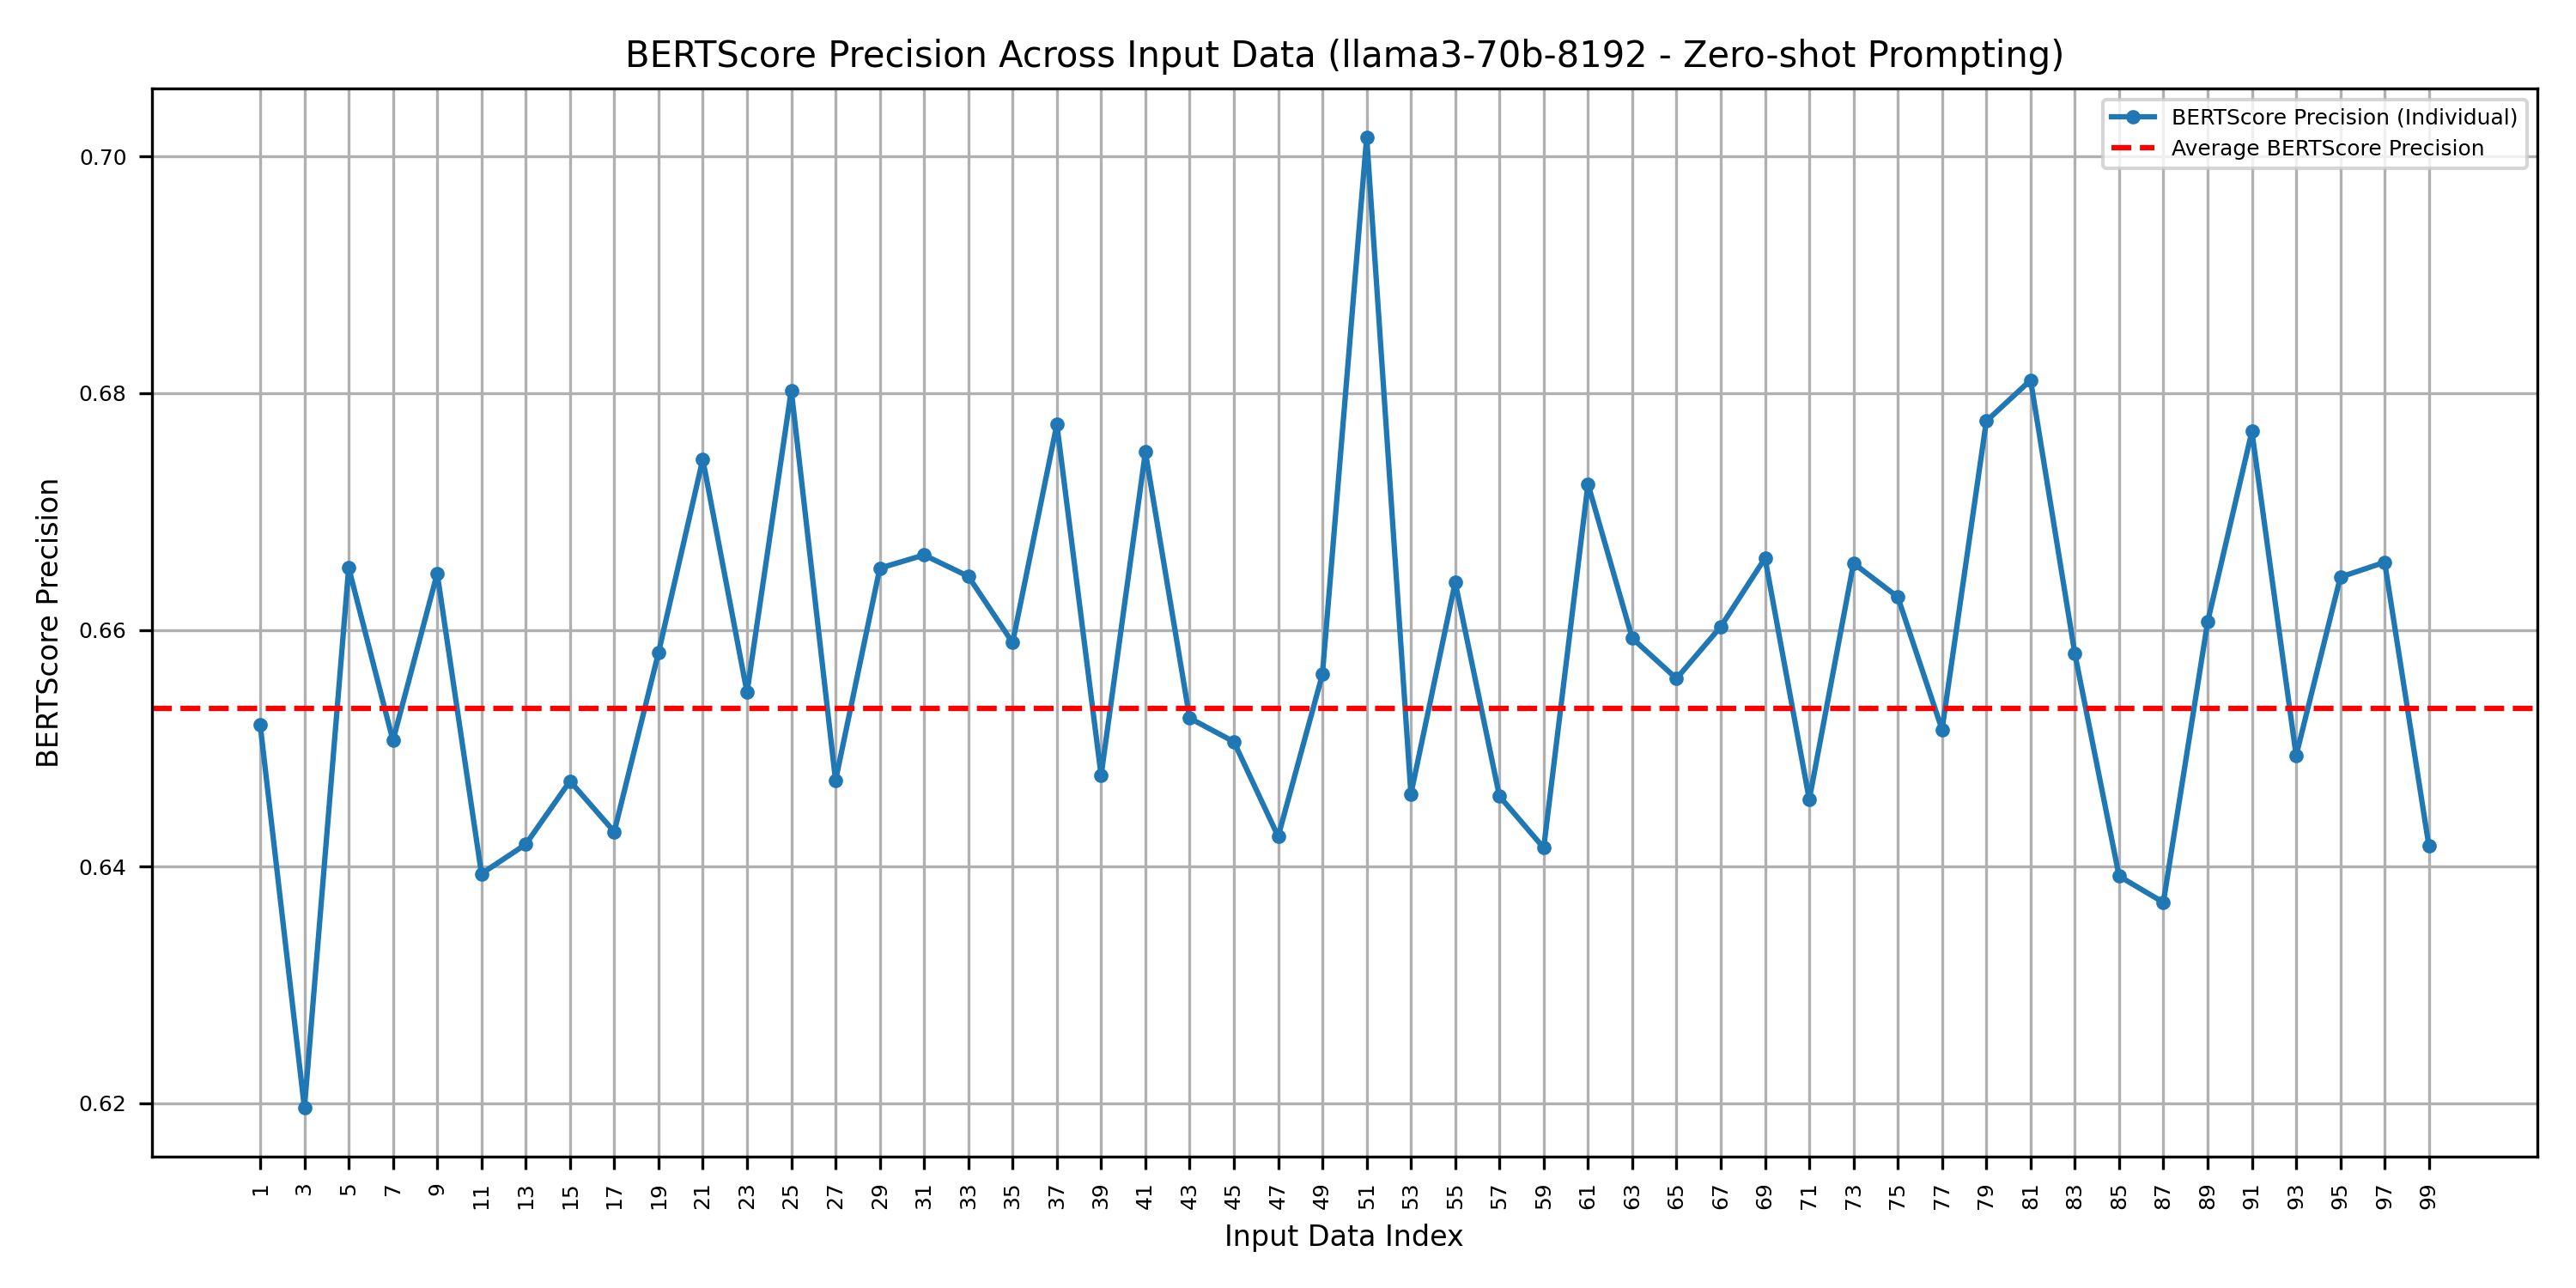 BERTScore Precision Across Input Data (llama3-70b-8192 - Zero-shot Prompting)
BERTScore Precision (Individual)
Average BERTScore Precision
0.70
0.68
0.66
0.64
0.62
BERTScore Precision
1 3 5 7 9 11 13 15 17 19 21 23 25 27 29 31 33 35 37 39 41 43 45 47 49 51 53 55 57 59 61 63 65 67 69 71 73 75 77 79 81 83 85 87 89 91 93 95 97 99
Input Data Index